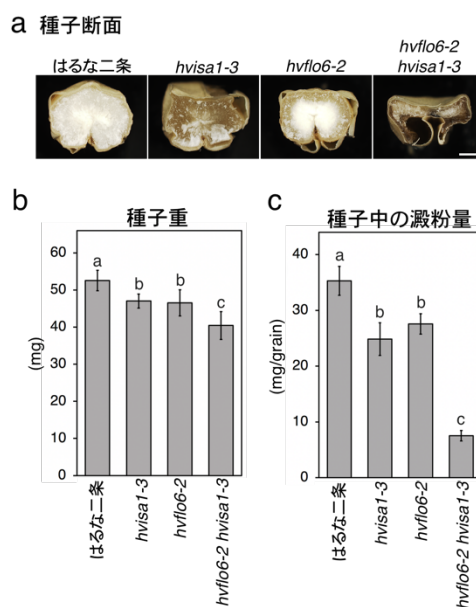 a 種子断面
はるな二条
hvisa1-3
hvflo6-2
hvflo6-2
hvisa1-3
b
種子重
(mg)
60
50
40
30
20
10
0
a
b
b
c
はるな二条
hvisa1-3
hvflo6-2
hvflo6-2 hvisa1-3
c
種子中の澱粉量
(mg/grain)
40
30
20
10
0
a
b
b
c
はるな二条
hvisa1-3
hvflo6-2
hvflo6-2 hvisa1-3